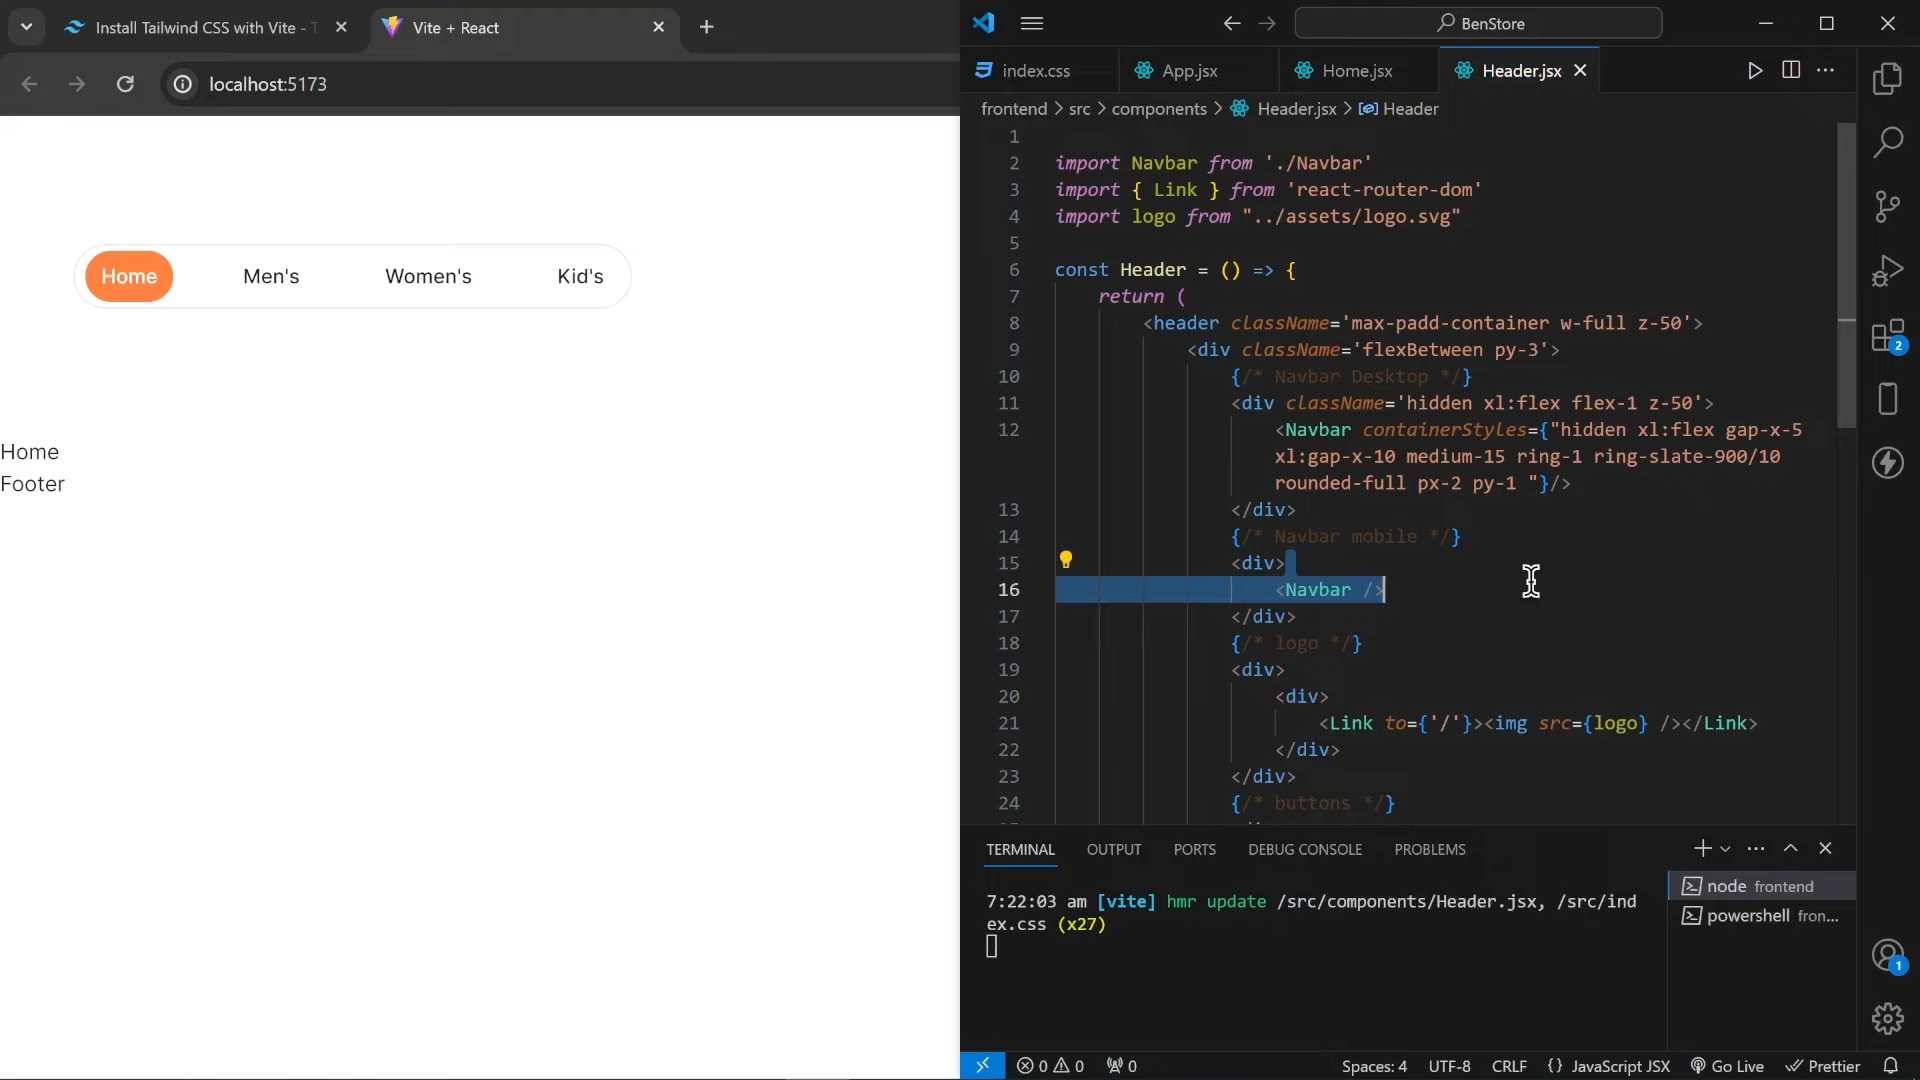 Install Tailwind CSS with Vite -
Vite + React
localhost:5173
Home Men's Women's Kid's
Home
Footer
BenStore
index.css App.jsx Home.jsx Header.jsx
frontend > src > components > Header.jsx > Header
1
2 import Navbar from './Navbar'
3 import { Link } from 'react-router-dom'
4 import logo from "../assets/logo.svg"
5
6 const Header = () => {
7 return (
8 <header className='max-padd-container w-full z-50'>
9 <div className='flexBetween py-3'>
10 {/* Navbar Desktop */}
11 <div className='hidden xl:flex flex-1 z-50'>
12 <Navbar containerStyles={"hidden xl:flex gap-x-5
xl:gap-x-10 medium-15 ring-1 ring-slate-900/10
rounded-full px-2 py-1 "}/>
13 </div>
14 {/* Navbar mobile */}
15 <div>
16 <Navbar />
17 </div>
18 {/* logo */}
19 <div>
20 <div>
21 <Link to={'/'}><img src={logo} /></Link>
22 </div>
23 </div>
24 {/* buttons */}
TERMINAL OUTPUT PORTS DEBUG CONSOLE PROBLEMS
7:22:03 am [vite] hmr update /src/components/Header.jsx, /src/ind
ex.css (x27)
node frontend
powershell fron...
2
1
0 0 0 Spaces: 4 UTF-8 CRLF {} JavaScript JSX Go Live Prettier